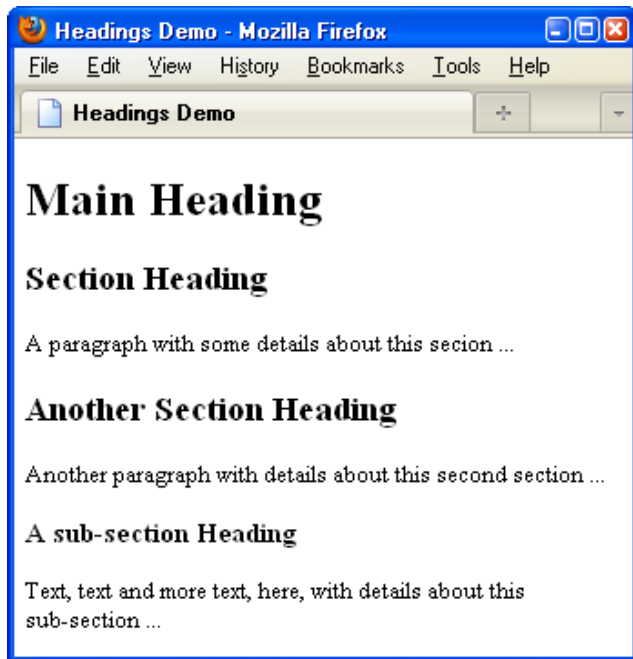 Headings Demo - Mozilla Firefox
File Edit View History Bookmarks Tools Help
Headings Demo
Main Heading
Section Heading
A paragraph with some details about this secion ...
Another Section Heading
Another paragraph with details about this second section ...
A sub-section Heading
Text, text and more text, here, with details about this
sub-section ...